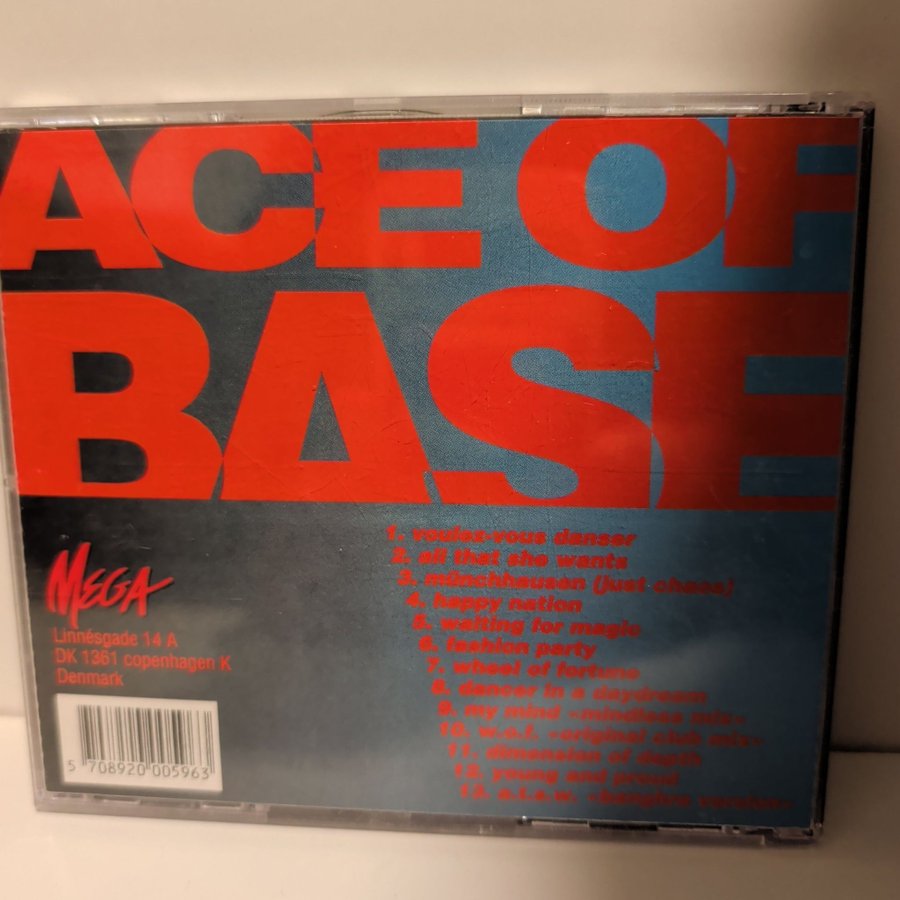 ACE OF
BASE
1. voulez-vous danser
2. all that she wants
3. münchhausen (just chaos)
4. happy nation
5. waiting for magic
6. fashion party
7. wheel of fortune
8. dancer in a daydream
9. my mind »mindless mix«
10. w.o.f. »original club mix«
11. dimension of depth
12. young and proud
13. a.t.s.w. »banghra version«
MEGA
Linnésgade 14 A
DK 1361 copenhagen K
Denmark
5 708920 005963